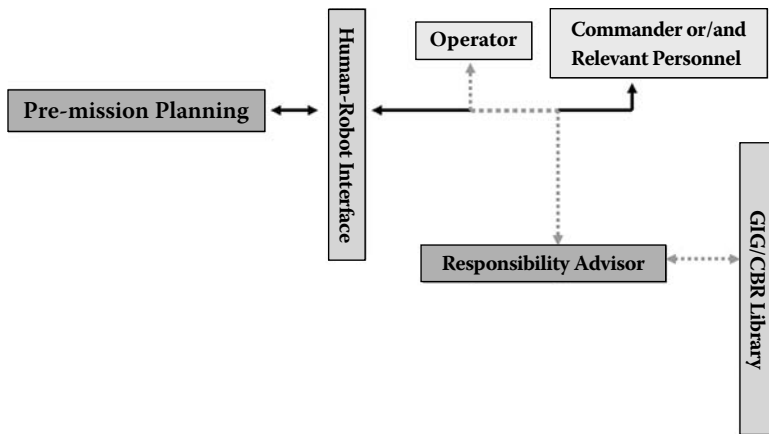 Operator
Commander or/and
Relevant Personnel
Pre-mission Planning
Human-Robot Interface
Responsibility Advisor
GIG/CBR Library